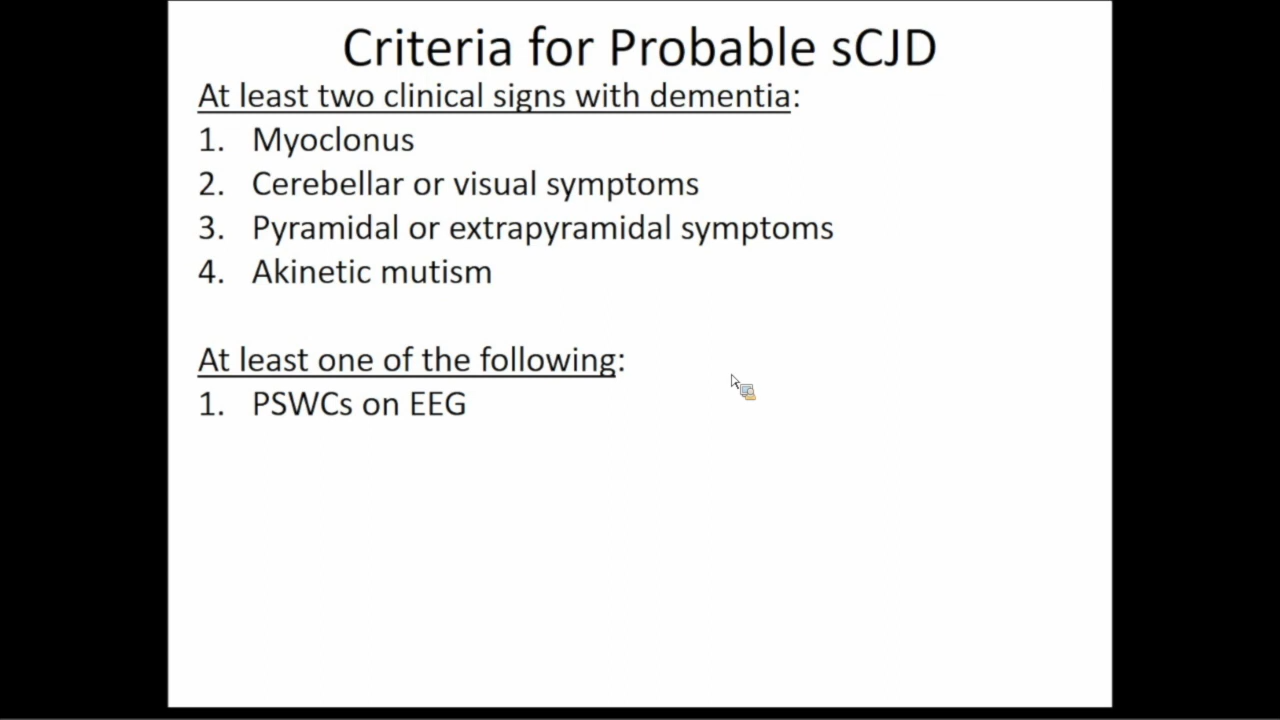 Criteria for Probable sCJD
At least two clinical signs with dementia:
1. Myoclonus
2. Cerebellar or visual symptoms
3. Pyramidal or extrapyramidal symptoms
4. Akinetic mutism
At least one of the following:
1. PSWCs on EEG